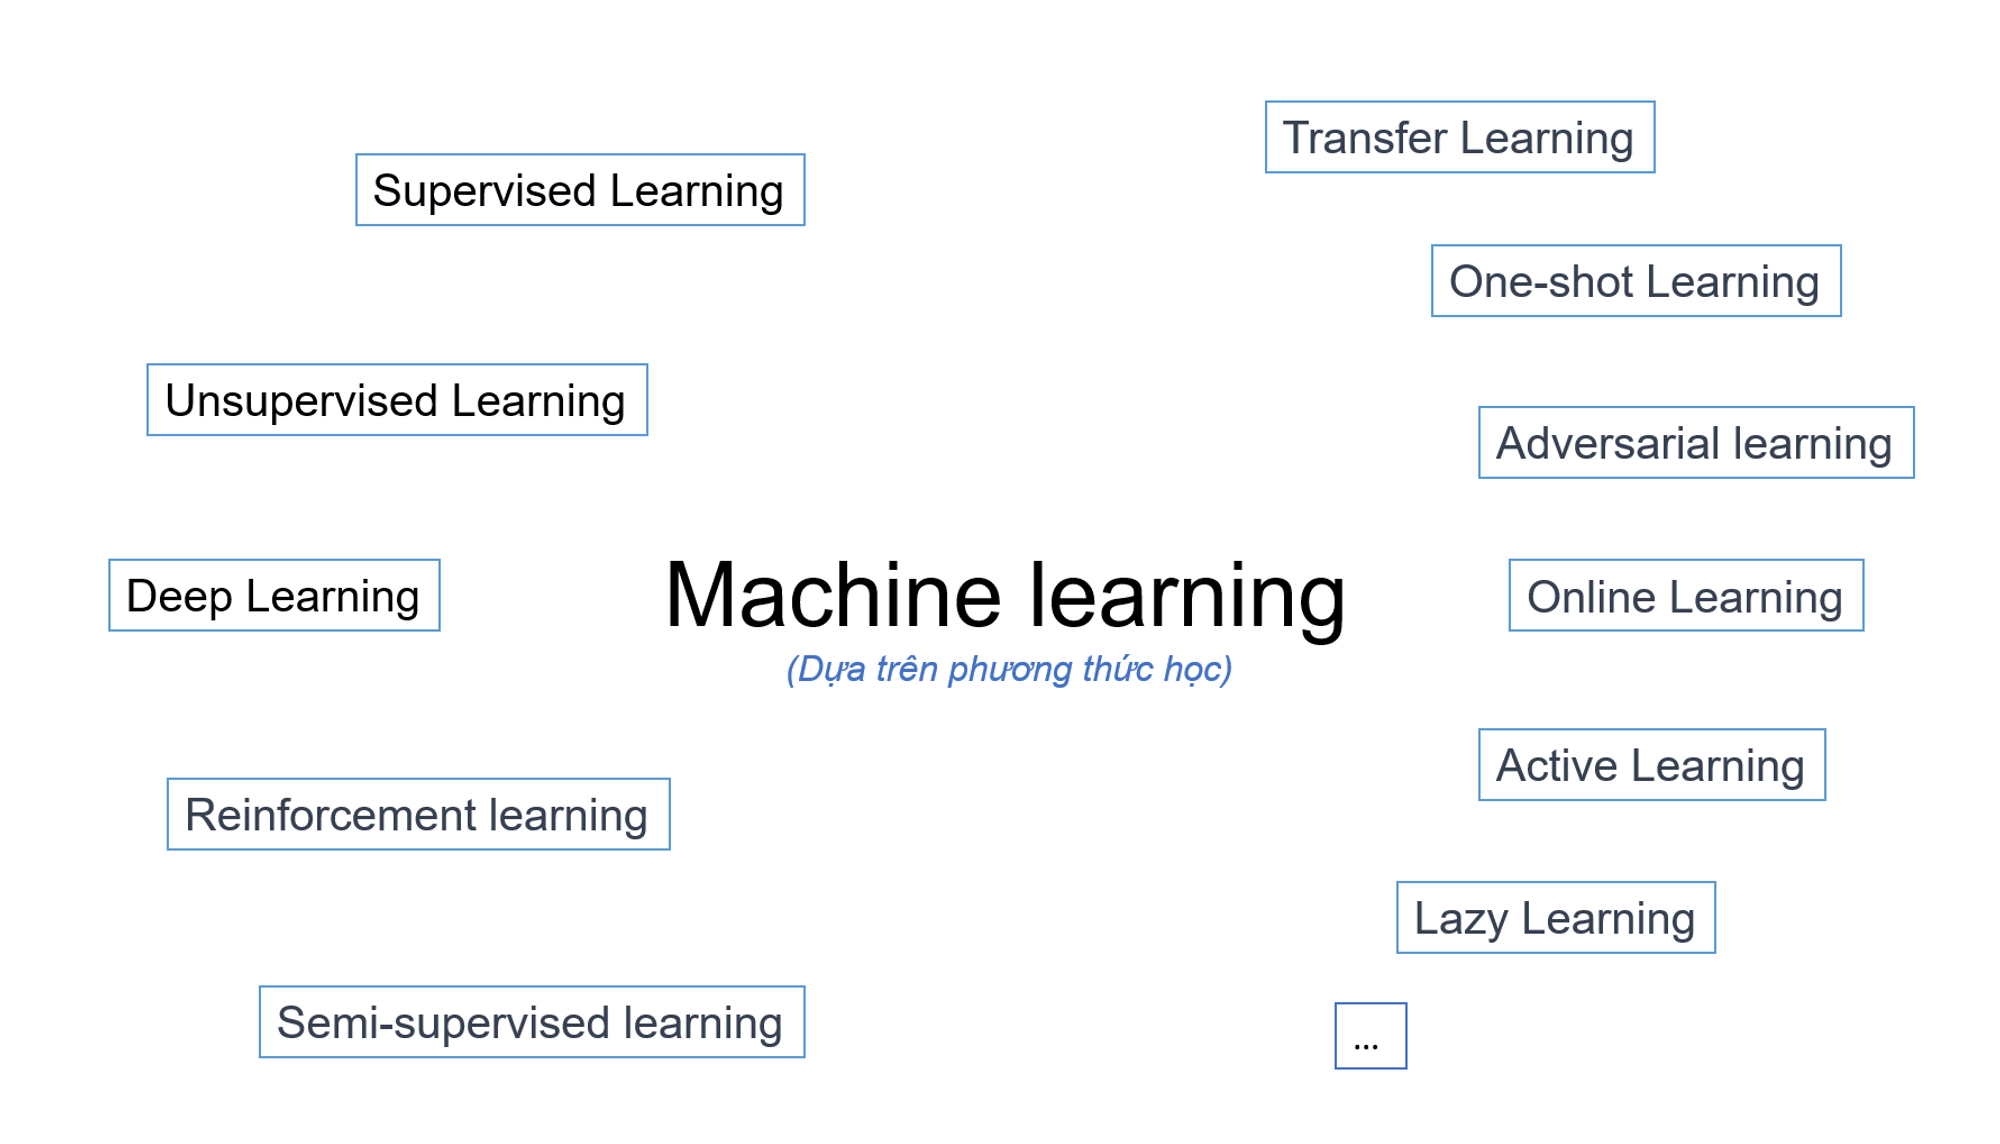 Supervised Learning
Unsupervised Learning
Deep Learning
Reinforcement learning
Semi-supervised learning
Machine learning
(Dựa trên phương thức học)
Transfer Learning
One-shot Learning
Adversarial learning
Online Learning
Active Learning
Lazy Learning
...